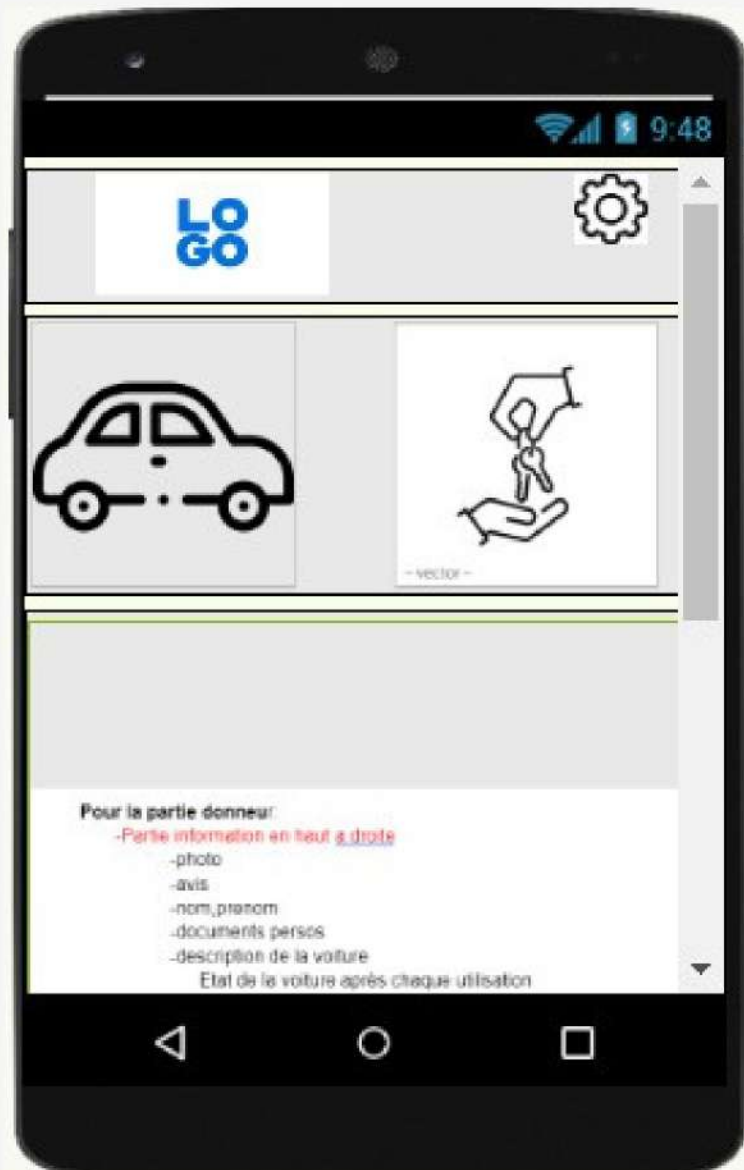 9:48
LO
GO
- vector -
Pour la partie donneur:
-Partie information en haut a droite
-photo
-avis
-nom,prenom
-documents persos
-description de la voiture
Etat de la voiture après chaque utilisation